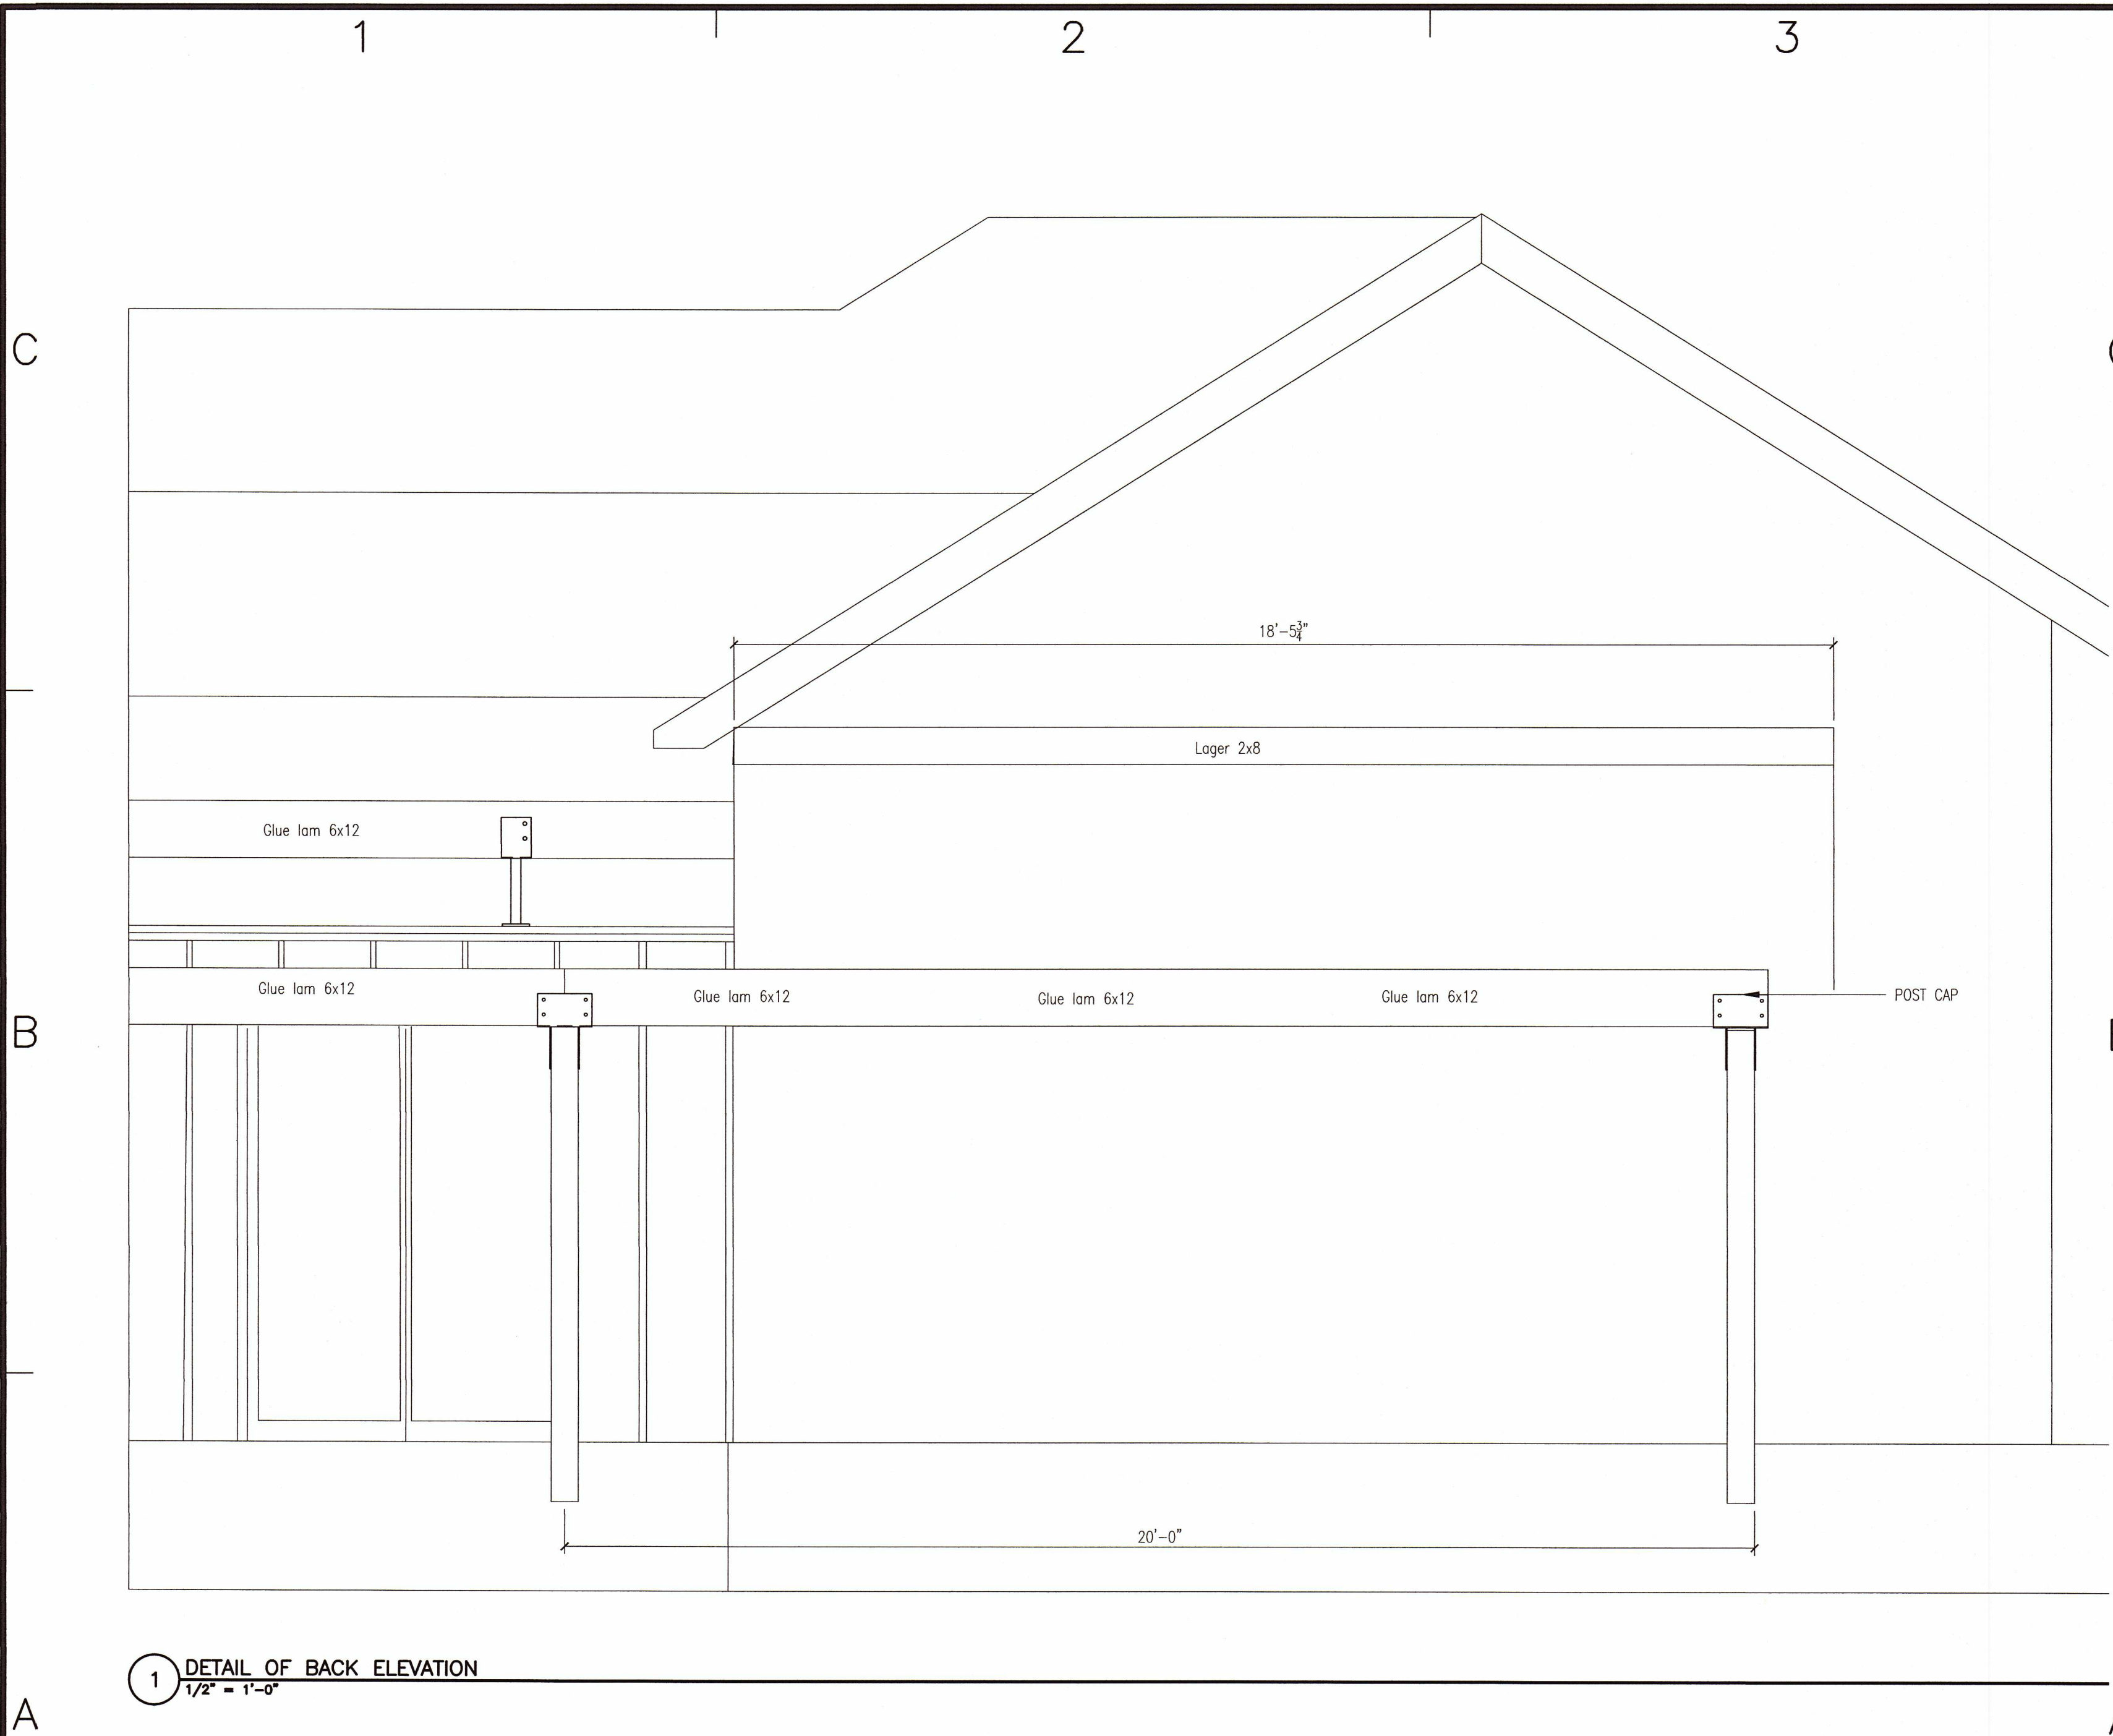 1 2 3
C
18'-5¾"
Lager 2x8
Glue lam 6x12
Glue lam 6x12
Glue lam 6x12
Glue lam 6x12
Glue lam 6x12
POST CAP
B
20'-0"
1 DETAIL OF BACK ELEVATION
1/2" = 1'-0"
A